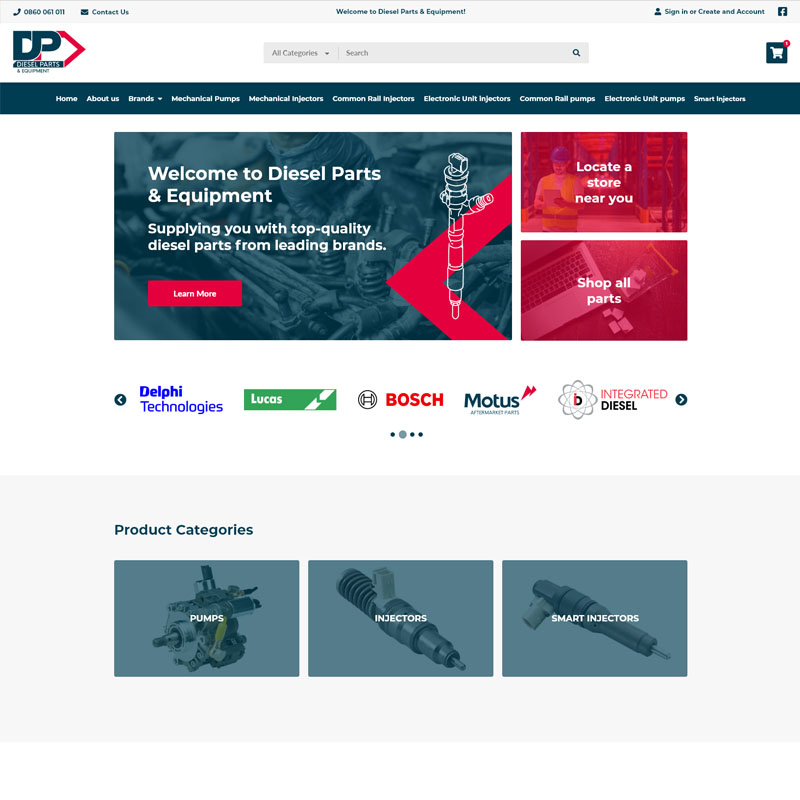 0860 061 011
Contact Us
Welcome to Diesel Parts & Equipment!
Sign in or Create and Account
DP
DIESEL PARTS
& EQUIPMENT
All Categories
Search
1
Home
About us
Brands
Mechanical Pumps
Mechanical Injectors
Common Rail Injectors
Electronic Unit injectors
Common Rail pumps
Electronic Unit pumps
Smart Injectors
Welcome to Diesel Parts
& Equipment
Supplying you with top-quality
diesel parts from leading brands.
Learn More
Locate a
store
near you
Shop all
parts
Delphi
Technologies
Lucas
BOSCH
Motus
AFTERMARKET PARTS
iD
INTEGRATED
DIESEL
Product Categories
PUMPS
INJECTORS
SMART INJECTORS